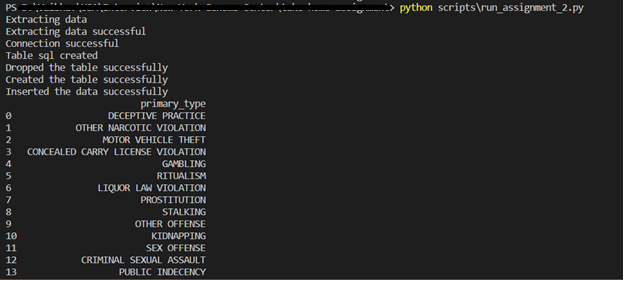 PS > python scripts\run_assignment_2.py
Extracting data
Extracting data successful
Connection successful
Table sql created
Dropped the table successfully
Created the table successfully
Inserted the data successfully
primary_type
0 DECEPTIVE PRACTICE
1 OTHER NARCOTIC VIOLATION
2 MOTOR VEHICLE THEFT
3 CONCEALED CARRY LICENSE VIOLATION
4 GAMBLING
5 RITUALISM
6 LIQUOR LAW VIOLATION
7 PROSTITUTION
8 STALKING
9 OTHER OFFENSE
10 KIDNAPPING
11 SEX OFFENSE
12 CRIMINAL SEXUAL ASSAULT
13 PUBLIC INDECENCY